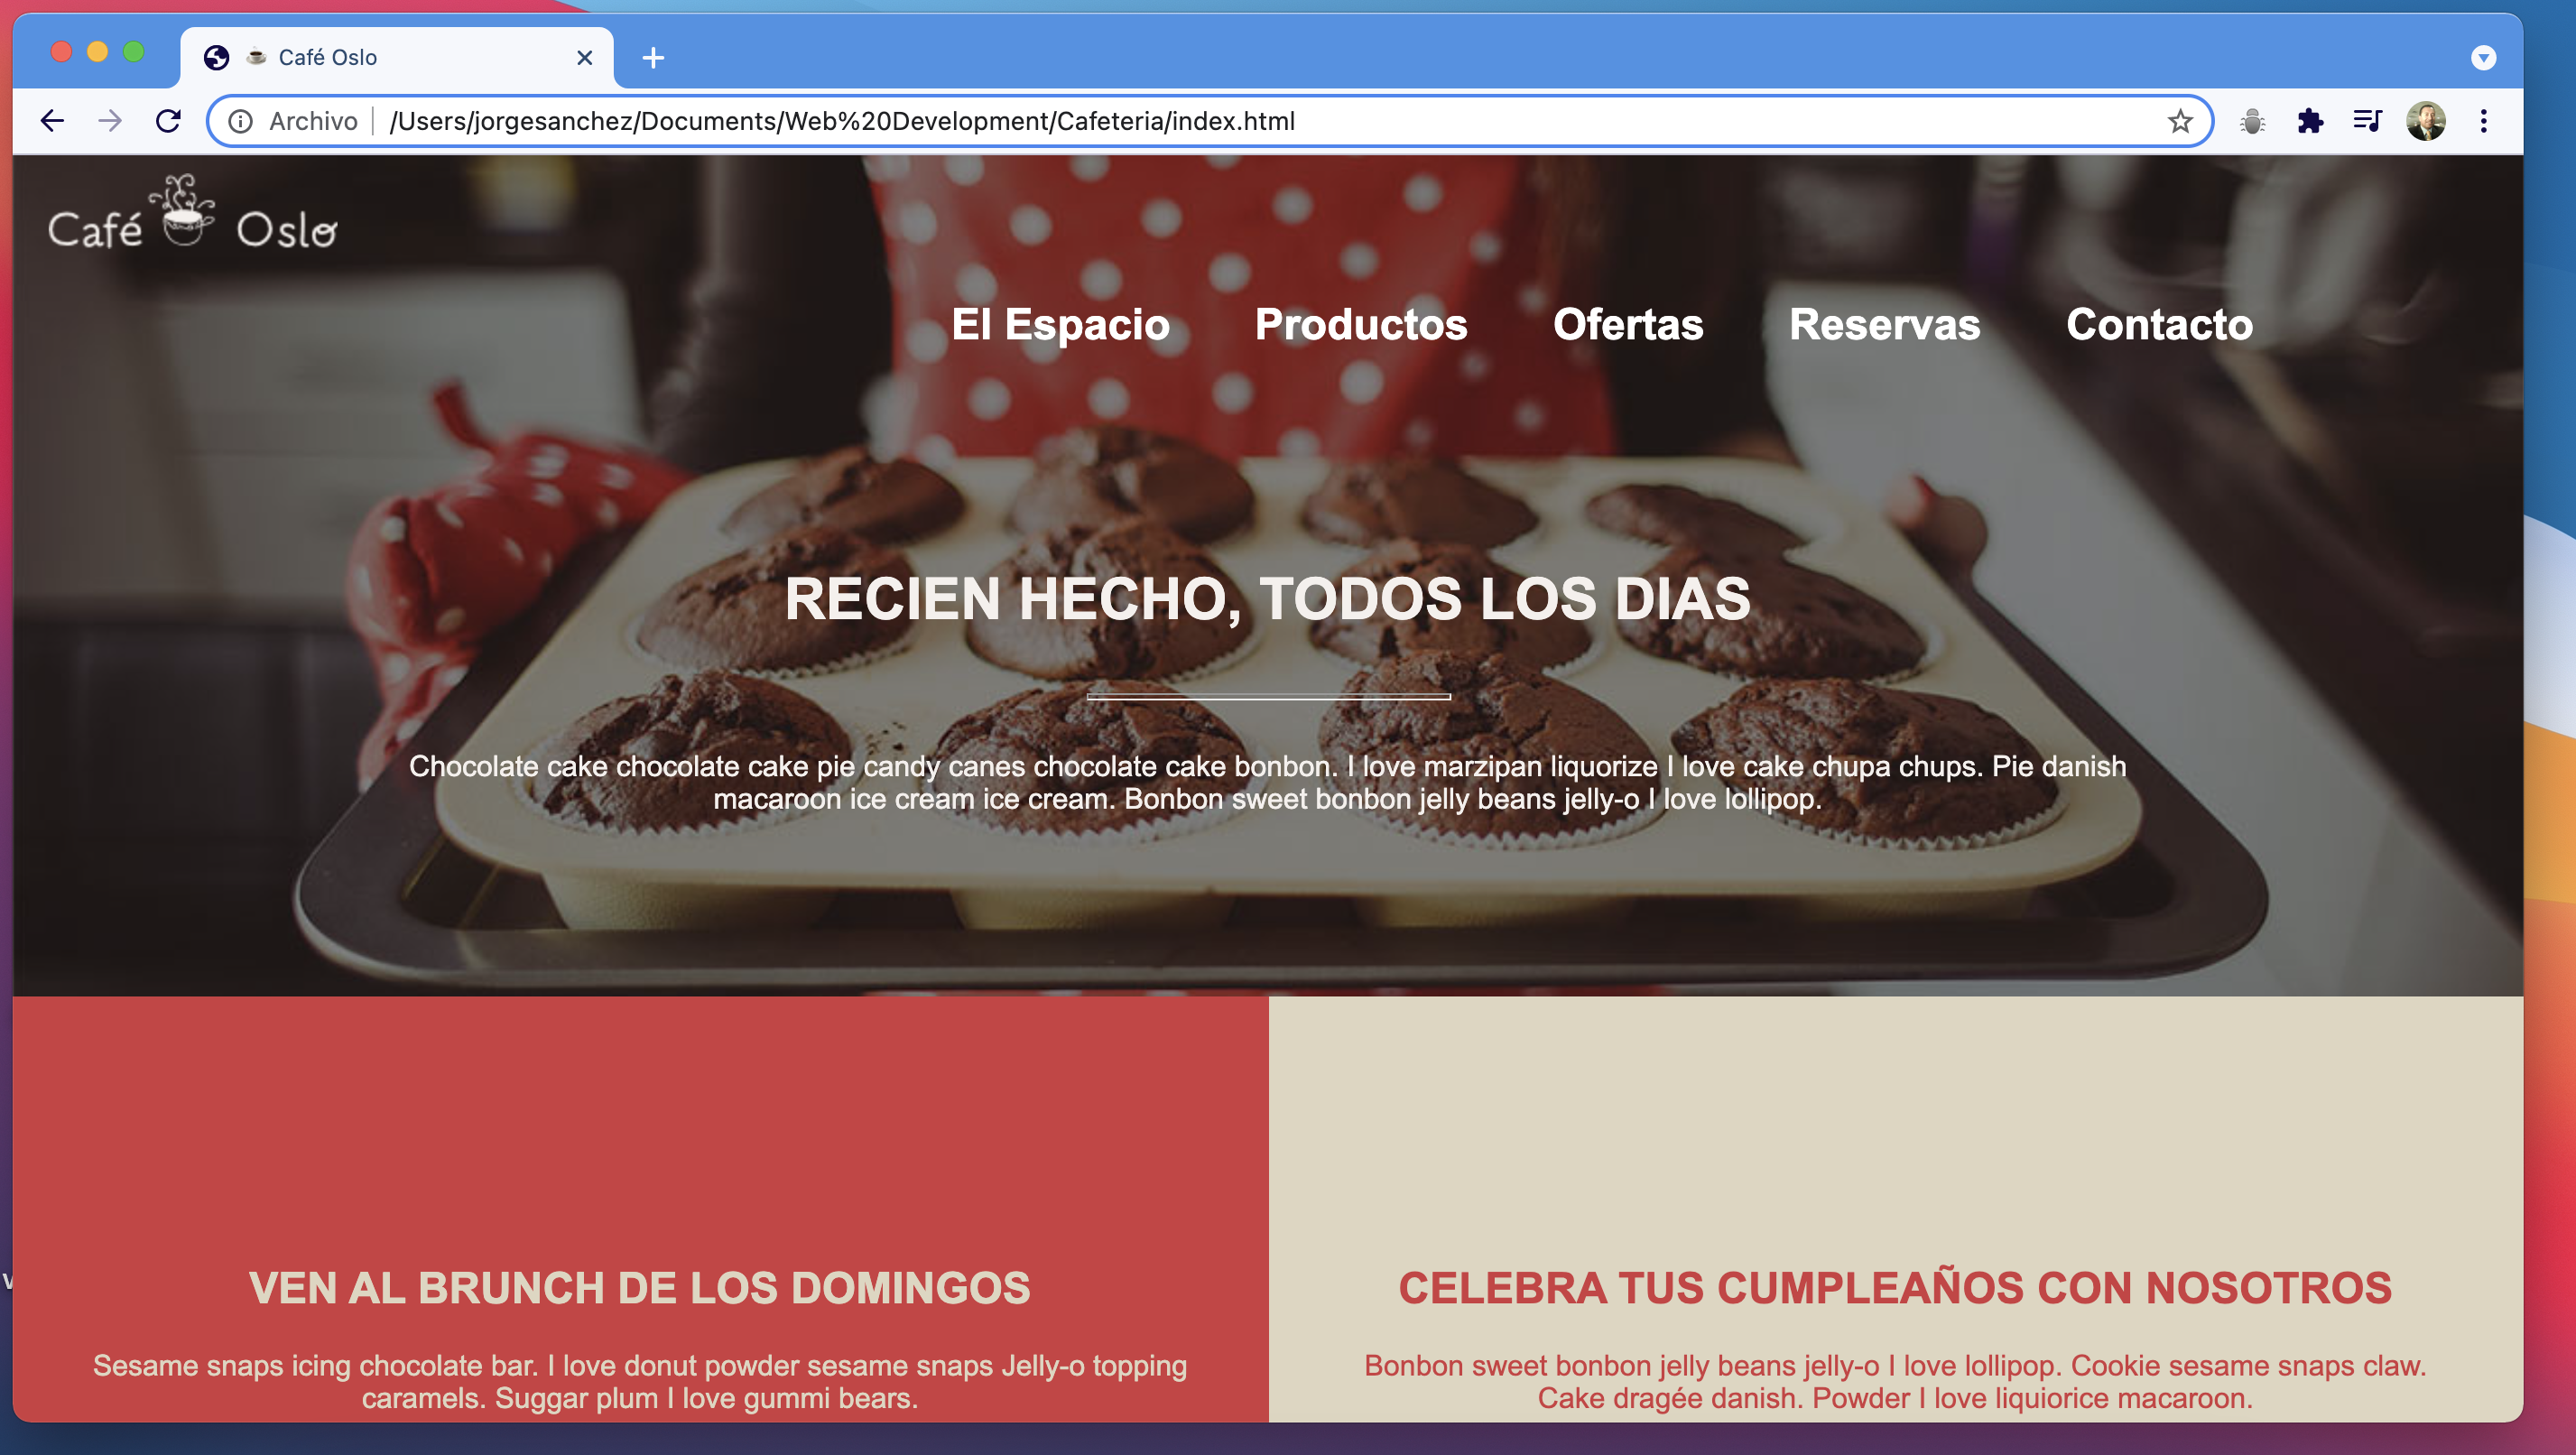 Café Oslo
Archivo /Users/jorgesanchez/Documents/Web%20Development/Cafeteria/index.html
Café Oslo
El Espacio Productos Ofertas Reservas Contacto
RECIEN HECHO, TODOS LOS DIAS
Chocolate cake chocolate cake pie candy canes chocolate cake bonbon. I love marzipan liquorize I love cake chupa chups. Pie danish
macaroon ice cream ice cream. Bonbon sweet bonbon jelly beans jelly-o I love lollipop.
VEN AL BRUNCH DE LOS DOMINGOS
Sesame snaps icing chocolate bar. I love donut powder sesame snaps Jelly-o topping
caramels. Suggar plum I love gummi bears.
CELEBRA TUS CUMPLEAÑOS CON NOSOTROS
Bonbon sweet bonbon jelly beans jelly-o I love lollipop. Cookie sesame snaps claw.
Cake dragée danish. Powder I love liquiorice macaroon.